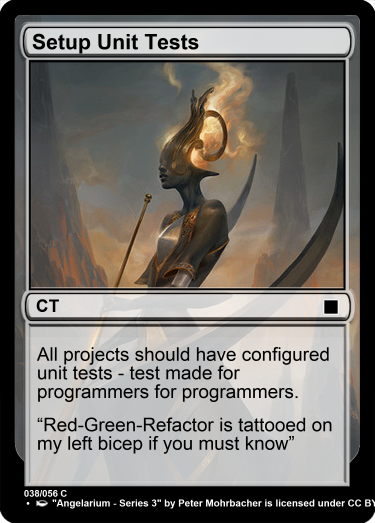 Setup Unit Tests
CT
All projects should have configured
unit tests - test made for
programmers for programmers.
“Red-Green-Refactor is tattooed on
my left bicep if you must know”
038/056 C
• "Angelarium - Series 3" by Peter Mohrbacher is licensed under CC BY